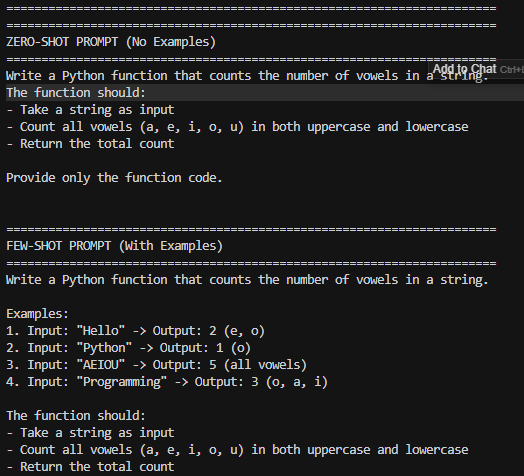 ======================================================================
======================================================================
ZERO-SHOT PROMPT (No Examples)
======================================================================
Add to Chat Ctrl+
Write a Python function that counts the number of vowels in a string.
The function should:
- Take a string as input
- Count all vowels (a, e, i, o, u) in both uppercase and lowercase
- Return the total count
Provide only the function code.
======================================================================
FEW-SHOT PROMPT (With Examples)
======================================================================
Write a Python function that counts the number of vowels in a string.
Examples:
1. Input: "Hello" -> Output: 2 (e, o)
2. Input: "Python" -> Output: 1 (o)
3. Input: "AEIOU" -> Output: 5 (all vowels)
4. Input: "Programming" -> Output: 3 (o, a, i)
The function should:
- Take a string as input
- Count all vowels (a, e, i, o, u) in both uppercase and lowercase
- Return the total count